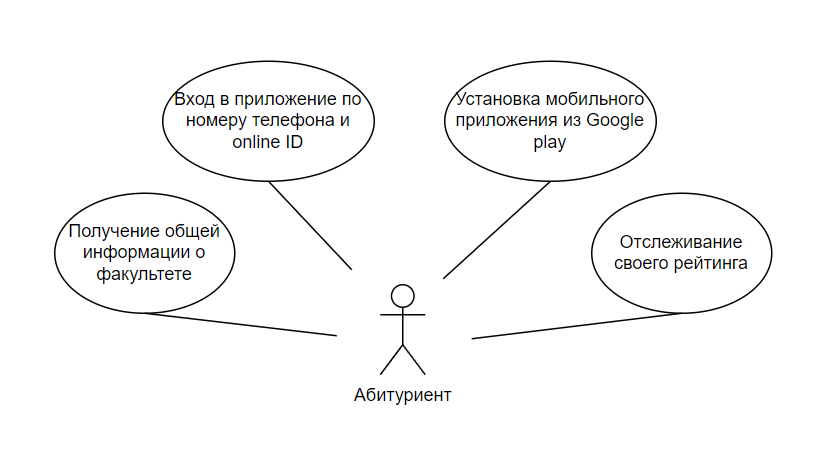 Вход в приложение по
номеру телефона и
online ID
Установка мобильного
приложения из Google
play
Получение общей
информации о
факультете
Отслеживание
своего рейтинга
Абитуриент